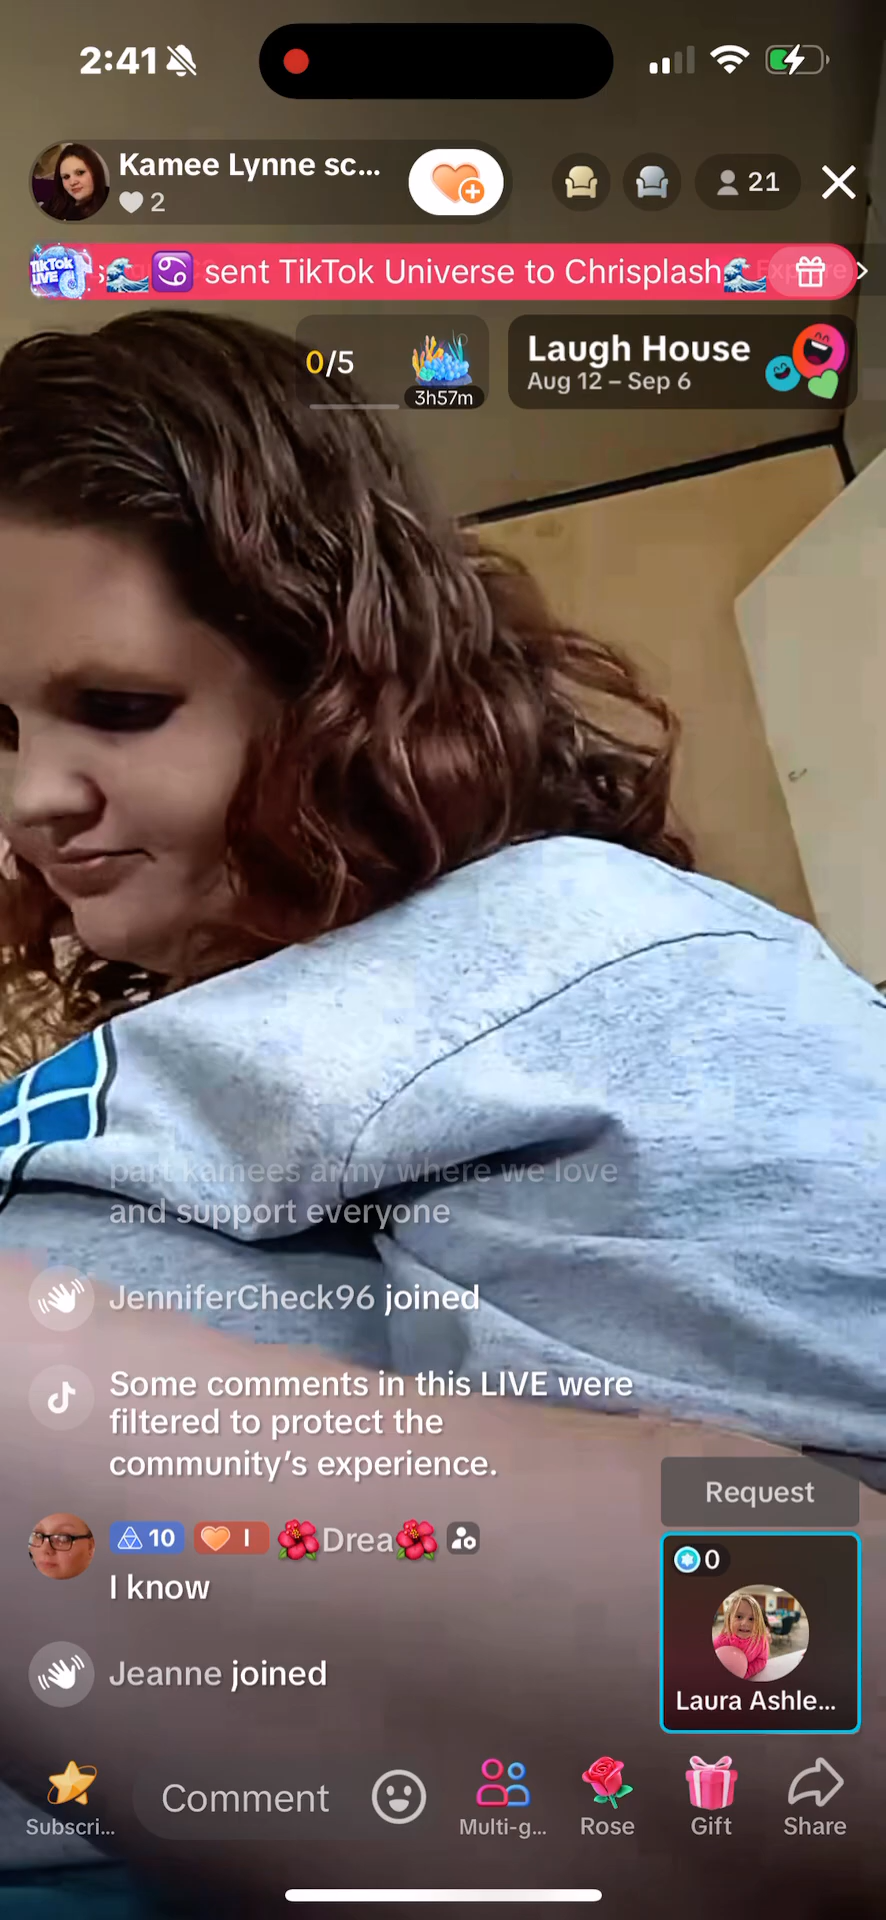 2:41
Kamee Lynne sc...
2
21
TikTok LIVE
sent TikTok Universe to Chrisplash
0/5
3h57m
Laugh House
Aug 12 – Sep 6
part kamees army where we love
and support everyone
JenniferCheck96 joined
Some comments in this LIVE were
filtered to protect the
community's experience.
Request
10 I 🌺Drea🌺
I know
0
Jeanne joined
Laura Ashle...
Comment
Subscri...
Multi-g...
Rose
Gift
Share